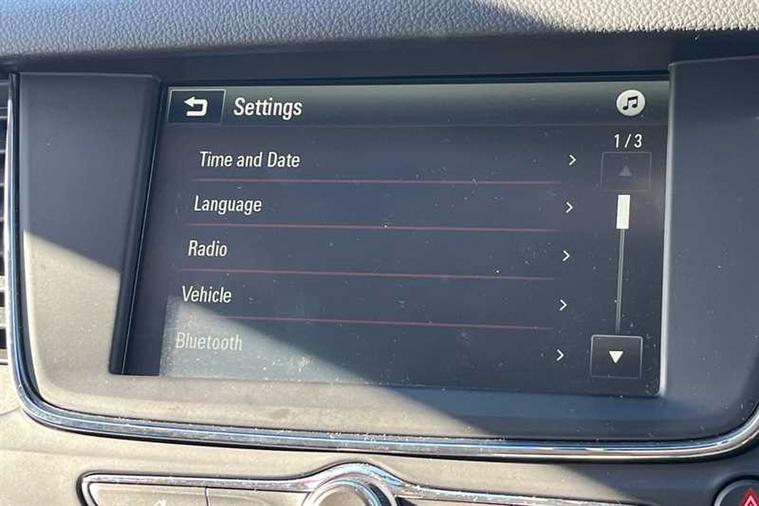 Settings
1/3
Time and Date
Language
Radio
Vehicle
Bluetooth